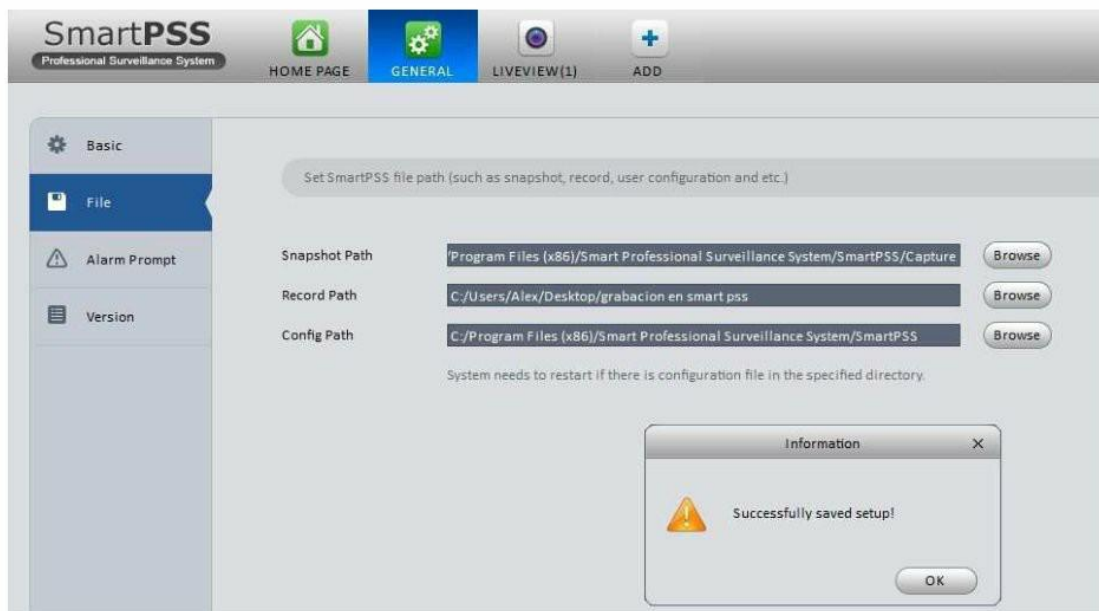 SmartPSS
Professional Surveillance System
HOME PAGE
GENERAL
LIVEVIEW(1)
ADD
Basic
File
Alarm Prompt
Version
Set SmartPSS file path (such as snapshot, record, user configuration and etc.)
Snapshot Path
'Program Files (x86)/Smart Professional Surveillance System/SmartPSS/Capture
Browse
Record Path
C:/Users/Alex/Desktop/grabacion en smart pss
Browse
Config Path
C:/Program Files (x86)/Smart Professional Surveillance System/SmartPSS
Browse
System needs to restart if there is configuration file in the specified directory.
Information
Successfully saved setup!
OK